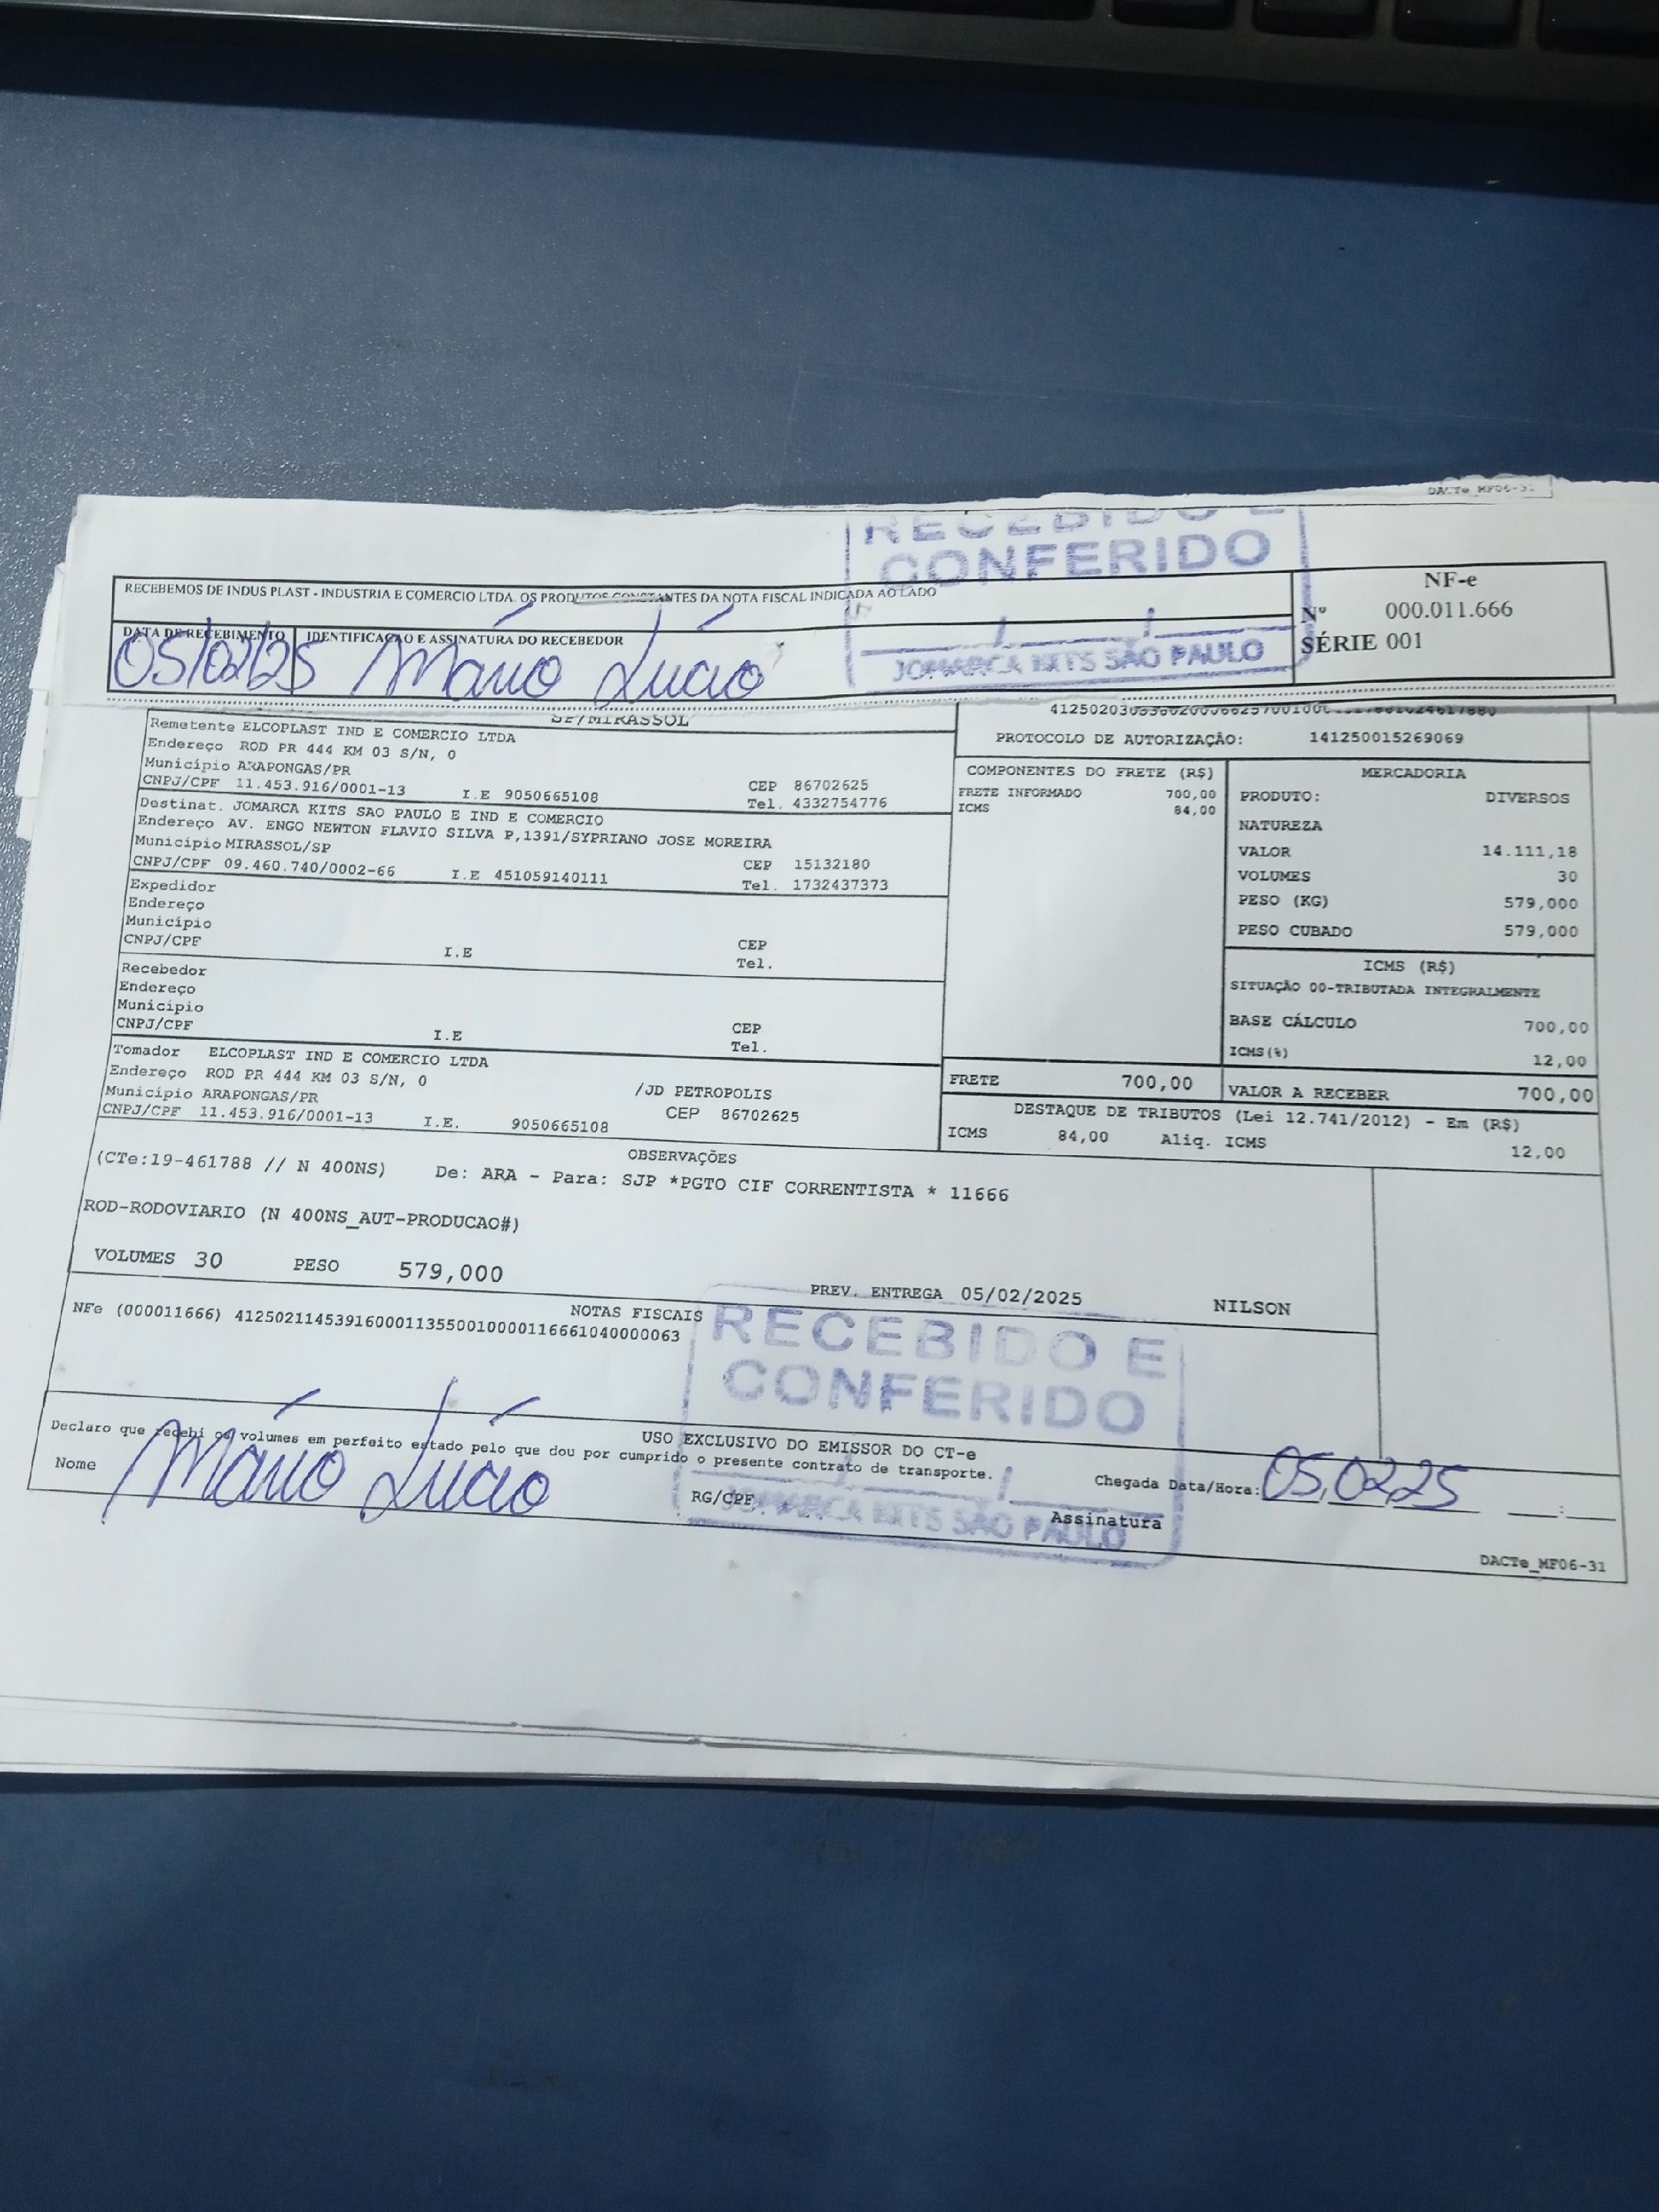 DACTe_MF06-31
RECEBIDO E
CONFERIDO
JOMARCA KITS SÃO PAULO
RECEBEMOS DE INDUS PLAST - INDUSTRIA E COMERCIO LTDA. OS PRODUTOS CONSTANTES DA NOTA FISCAL INDICADA AO LADO
DATA DE RECEBIMENTO
05/02/25
IDENTIFICAÇÃO E ASSINATURA DO RECEBEDOR
Mário Lúcio
NF-e
Nº 000.011.666
SÉRIE 001
SP/MIRASSOL
Remetente ELCOPLAST IND E COMERCIO LTDA
Endereço ROD PR 444 KM 03 S/N, 0
Município ARAPONGAS/PR
CEP 86702625
CNPJ/CPF 11.453.916/0001-13 I.E 9050665108 Tel. 4332754776
Destinat. JOMARCA KITS SAO PAULO E IND E COMERCIO
Endereço AV. ENGO NEWTON FLAVIO SILVA P,1391/SYPRIANO JOSE MOREIRA
Município MIRASSOL/SP
CEP 15132180
CNPJ/CPF 09.460.740/0002-66 I.E 451059140111 Tel. 1732437373
Expedidor
Endereço
Município
CEP
CNPJ/CPF I.E Tel.
Recebedor
Endereço
Município
CEP
CNPJ/CPF I.E Tel.
Tomador ELCOPLAST IND E COMERCIO LTDA
Endereço ROD PR 444 KM 03 S/N, 0 /JD PETROPOLIS
Município ARAPONGAS/PR CEP 86702625
CNPJ/CPF 11.453.916/0001-13 I.E. 9050665108
PROTOCOLO DE AUTORIZAÇÃO: 141250015269069
COMPONENTES DO FRETE (R$)
FRETE INFORMADO 700,00
ICMS 84,00
MERCADORIA
PRODUTO: DIVERSOS
NATUREZA
VALOR 14.111,18
VOLUMES 30
PESO (KG) 579,000
PESO CUBADO 579,000
ICMS (R$)
SITUAÇÃO 00-TRIBUTADA INTEGRALMENTE
BASE CÁLCULO 700,00
ICMS(%) 12,00
FRETE 700,00
VALOR A RECEBER 700,00
DESTAQUE DE TRIBUTOS (Lei 12.741/2012) - Em (R$)
ICMS 84,00 Aliq. ICMS 12,00
OBSERVAÇÕES
(CTe:19-461788 // N 400NS) De: ARA - Para: SJP *PGTO CIF CORRENTISTA * 11666
ROD-RODOVIARIO (N 400NS_AUT-PRODUCAO#)
VOLUMES 30 PESO 579,000
PREV. ENTREGA 05/02/2025 NILSON
NOTAS FISCAIS
NFe (000011666) 41250211453916000113550010000116661040000063
RECEBIDO E
CONFERIDO
JOMARCA KITS SÃO PAULO
USO EXCLUSIVO DO EMISSOR DO CT-e
Declaro que recebi os volumes em perfeito estado pelo que dou por cumprido o presente contrato de transporte.
Nome Mário Lúcio
RG/CPF
Assinatura
Chegada Data/Hora: 05,02,25
DACTe_MF06-31